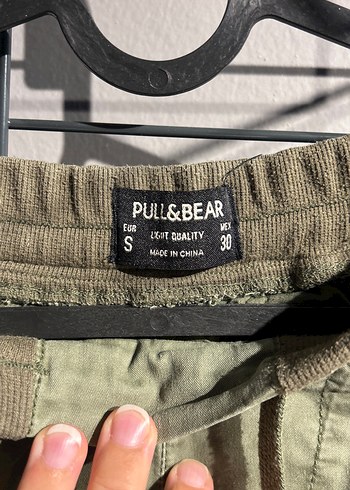 PULL&BEAR
EUR MEX
S LIGHT QUALITY 30
MADE IN CHINA